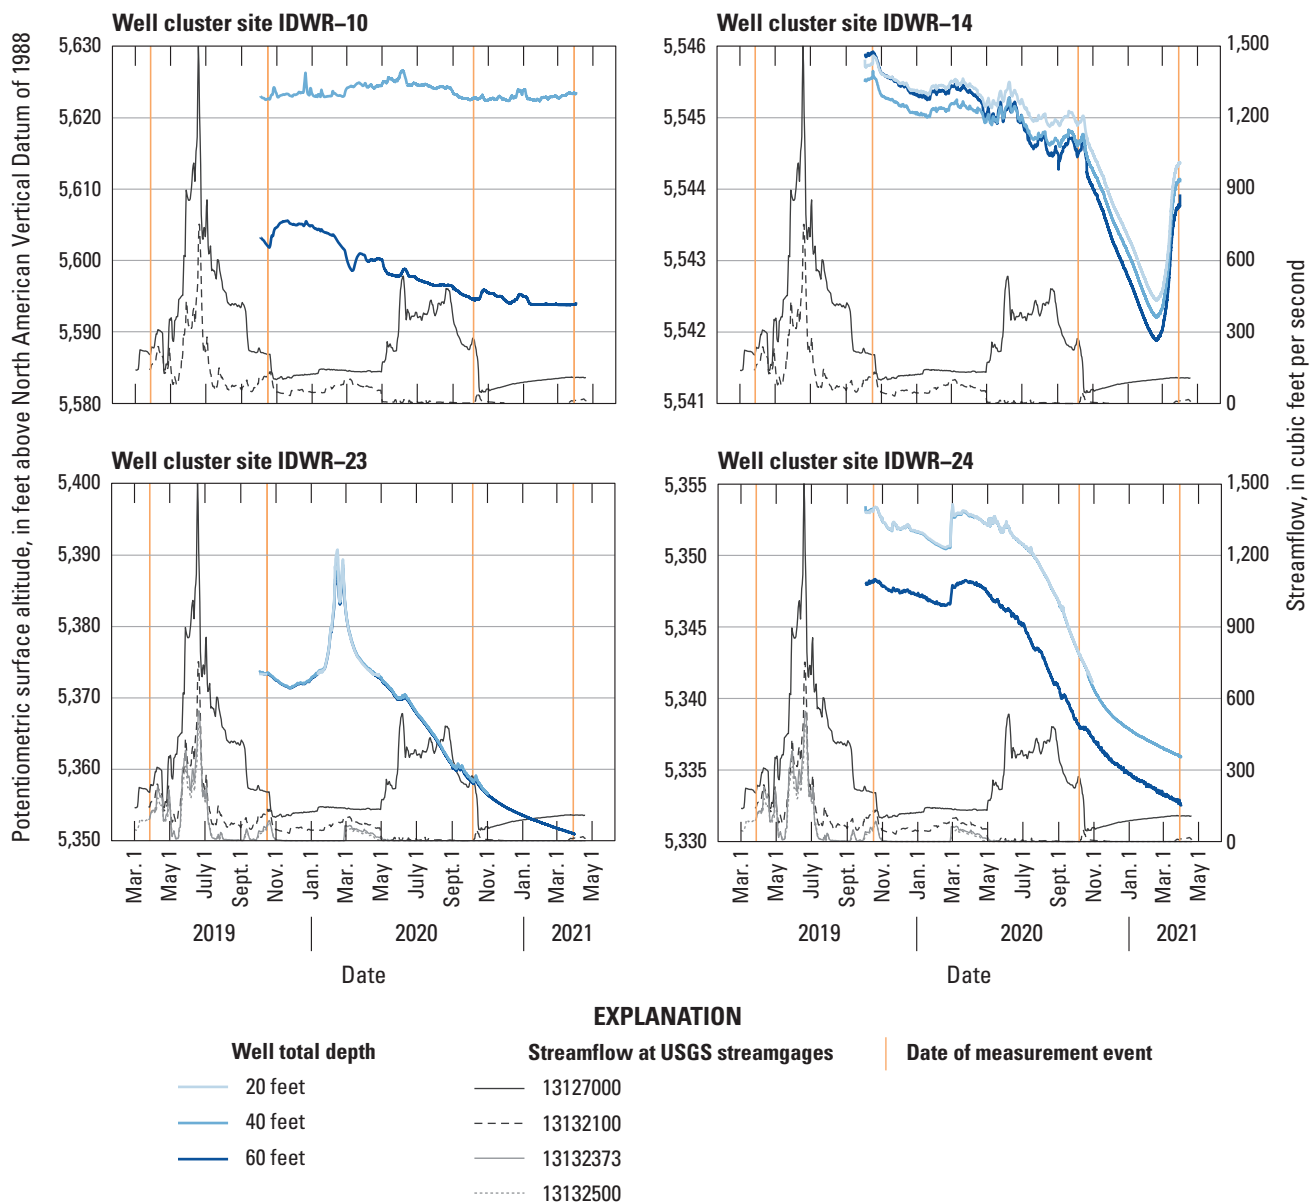 Well cluster site IDWR–10
Well cluster site IDWR–14
5,630
5,620
5,610
5,600
5,590
5,580
5,546
5,545
5,544
5,543
5,542
5,541
1,500
1,200
900
600
300
0
Well cluster site IDWR–23
Well cluster site IDWR–24
5,400
5,390
5,380
5,370
5,360
5,350
5,355
5,350
5,345
5,340
5,335
5,330
1,500
1,200
900
600
300
0
Potentiometric surface altitude, in feet above North American Vertical Datum of 1988
Streamflow, in cubic feet per second
Mar. 1 May 1 July 1 Sept. 1 Nov. 1 Jan. 1 Mar. 1 May 1 July 1 Sept. 1 Nov. 1 Jan. 1 Mar. 1 May 1
Mar. 1 May 1 July 1 Sept. 1 Nov. 1 Jan. 1 Mar. 1 May 1 July 1 Sept. 1 Nov. 1 Jan. 1 Mar. 1 May 1
2019 2020 2021
2019 2020 2021
Date
Date
EXPLANATION
Well total depth
20 feet
40 feet
60 feet
Streamflow at USGS streamgages
13127000
13132100
13132373
13132500
Date of measurement event